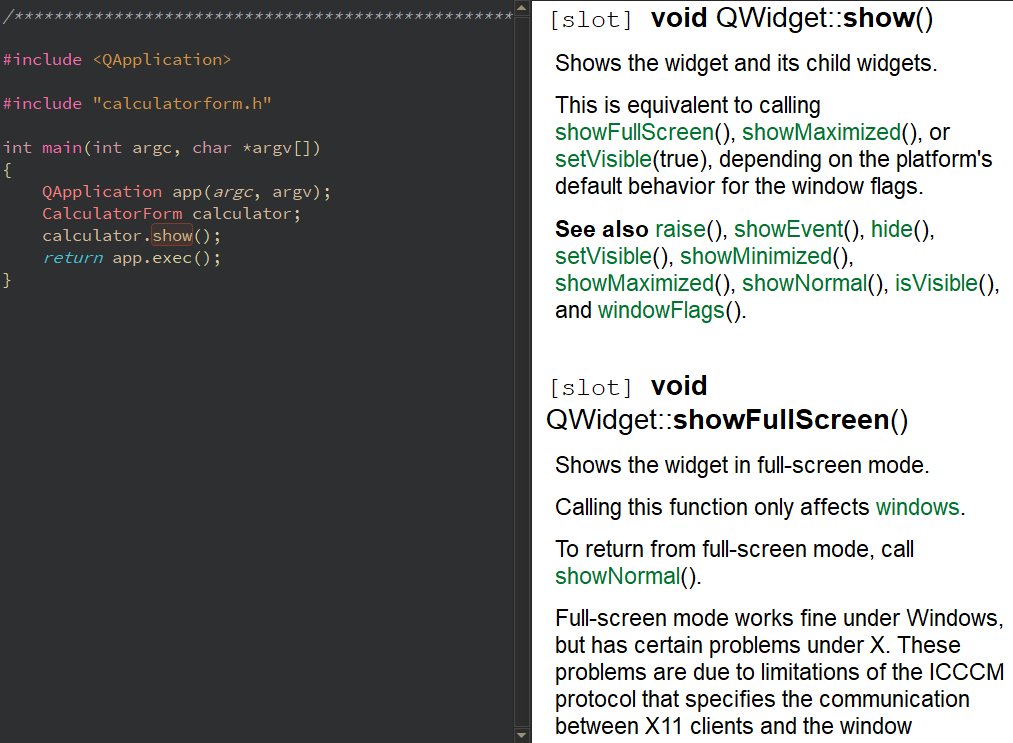 /**************************************************
#include <QApplication>
#include "calculatorform.h"
int main(int argc, char *argv[])
{
    QApplication app(argc, argv);
    CalculatorForm calculator;
    calculator.show();
    return app.exec();
}
[slot] void QWidget::show()
Shows the widget and its child widgets.
This is equivalent to calling
showFullScreen(), showMaximized(), or
setVisible(true), depending on the platform's
default behavior for the window flags.
See also raise(), showEvent(), hide(),
setVisible(), showMinimized(),
showMaximized(), showNormal(), isVisible(),
and windowFlags().
[slot] void
QWidget::showFullScreen()
Shows the widget in full-screen mode.
Calling this function only affects windows.
To return from full-screen mode, call
showNormal().
Full-screen mode works fine under Windows,
but has certain problems under X. These
problems are due to limitations of the ICCCM
protocol that specifies the communication
between X11 clients and the window